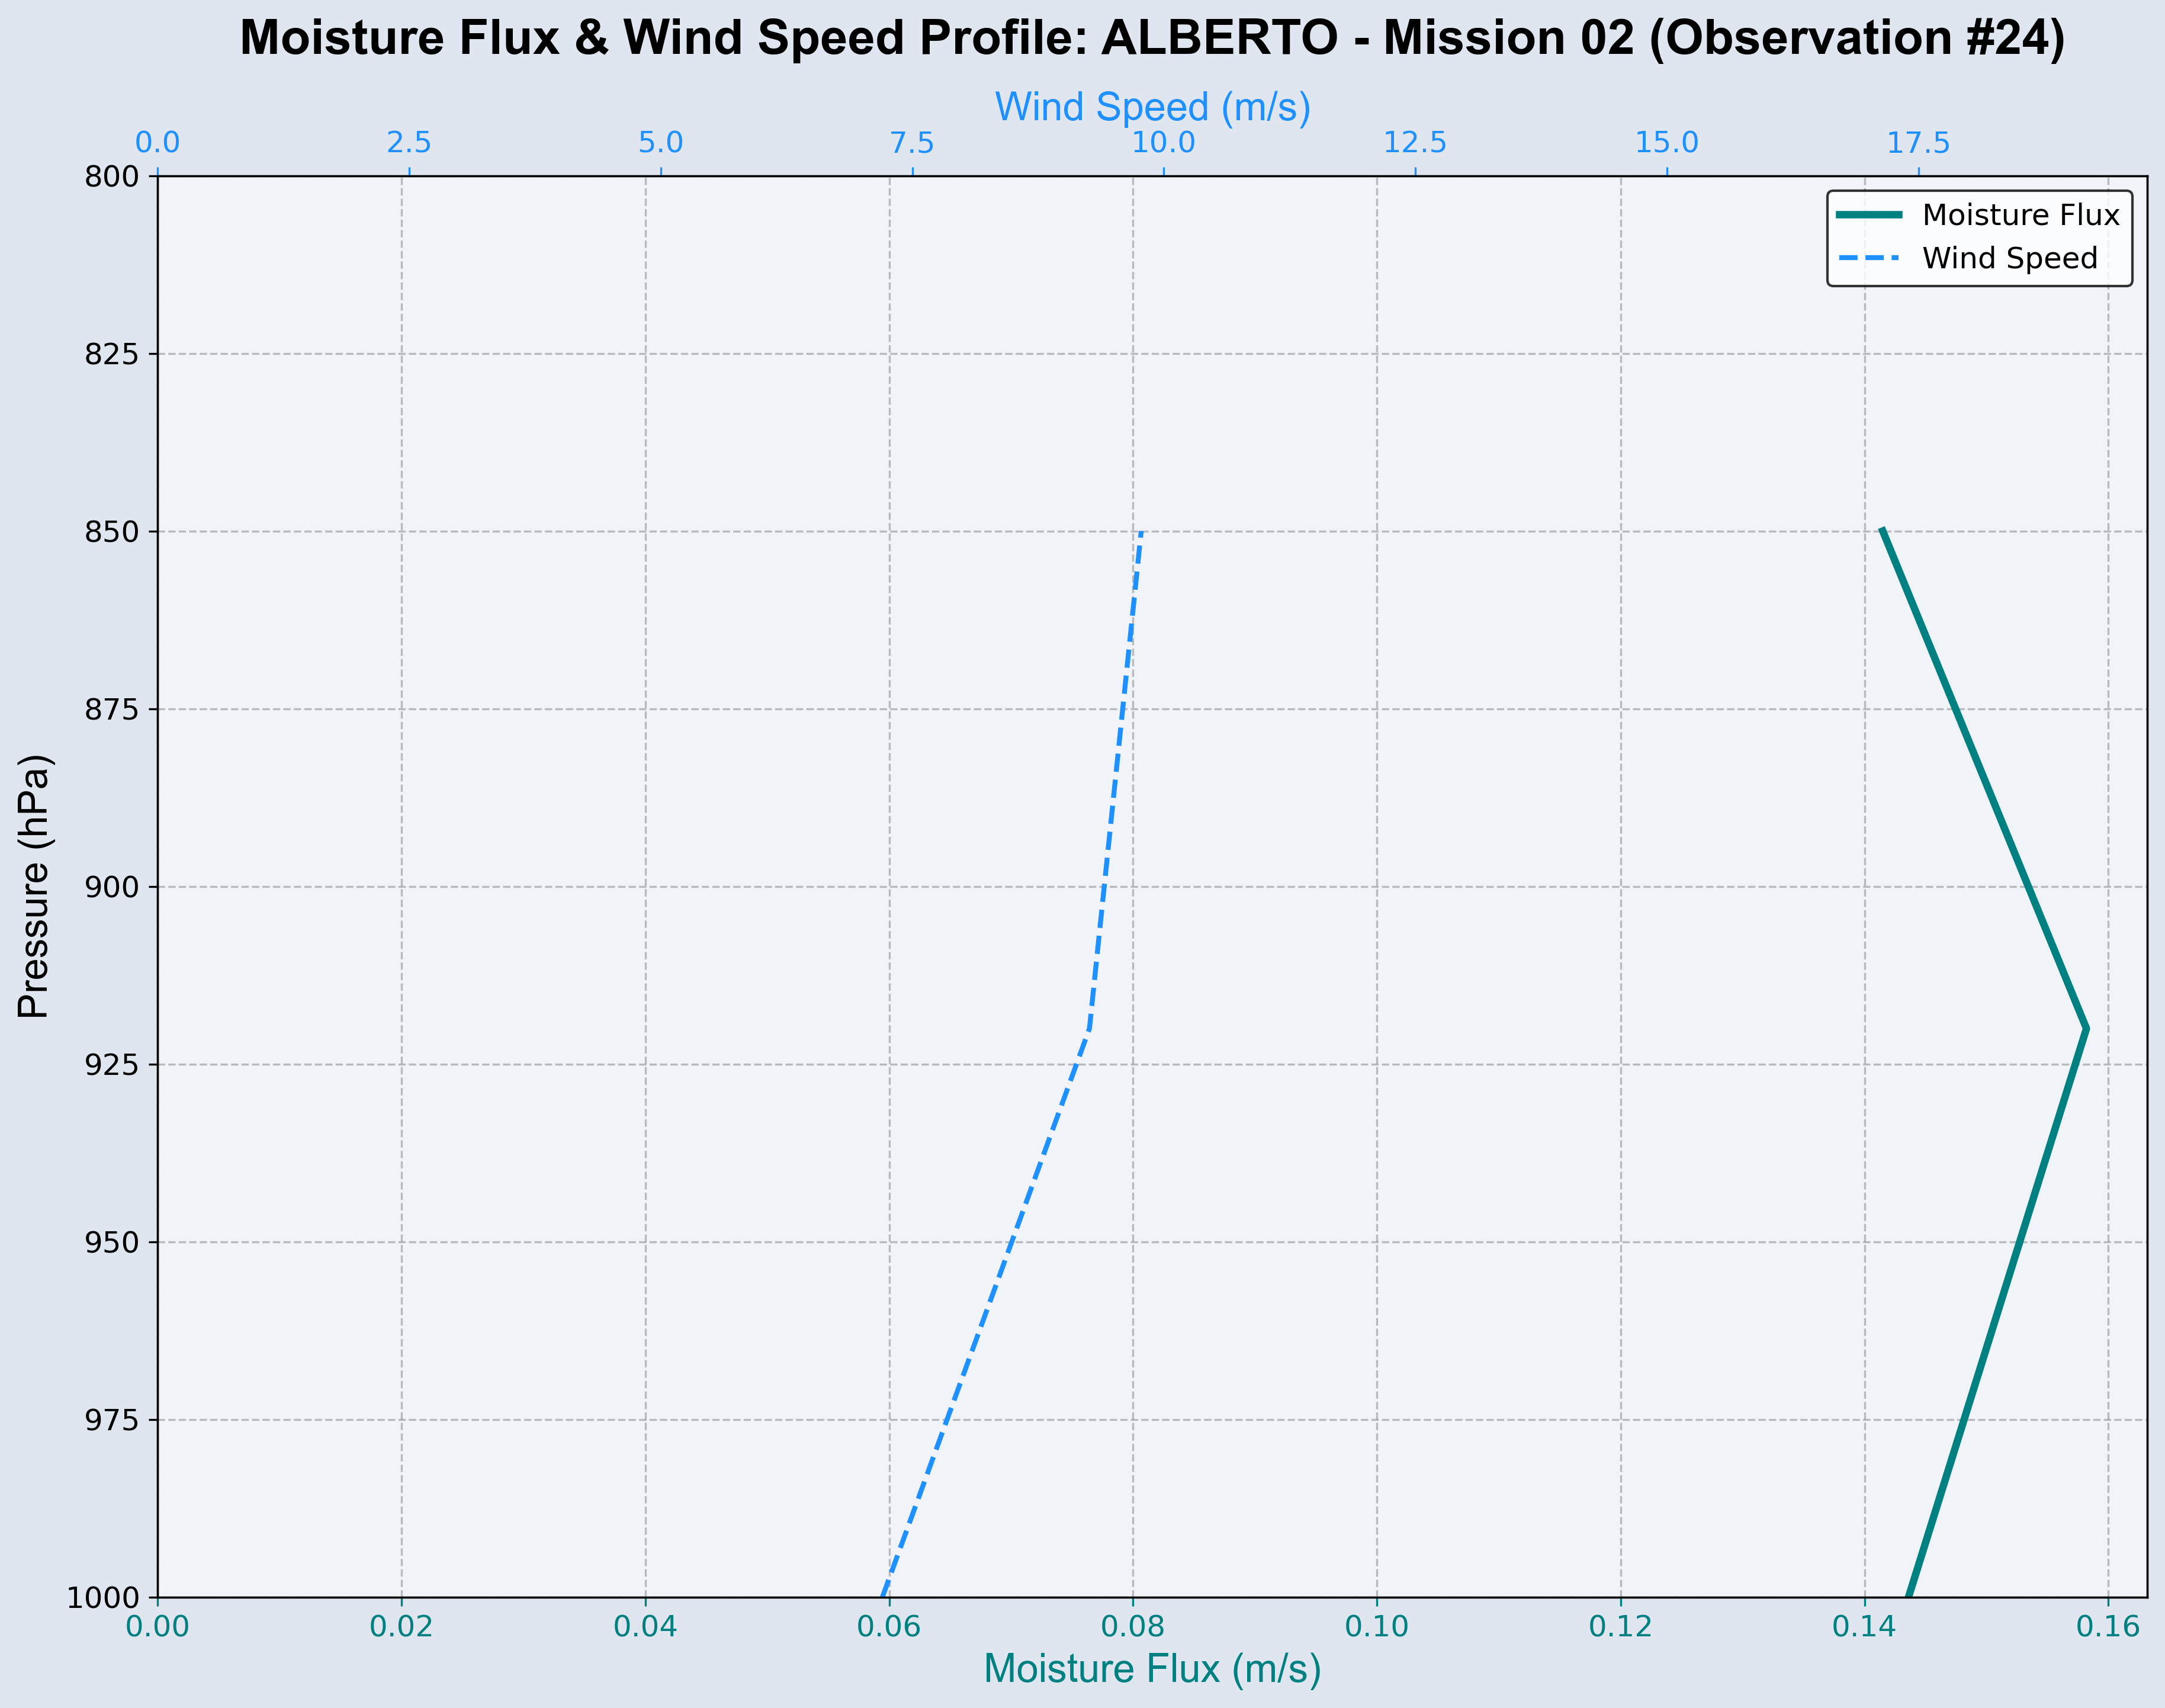 Moisture Flux & Wind Speed Profile: ALBERTO - Mission 02 (Observation #24)
Wind Speed (m/s)
0.0 2.5 5.0 7.5 10.0 12.5 15.0 17.5
Moisture Flux
Wind Speed
800
825
850
875
900
925
950
975
1000
Pressure (hPa)
0.00 0.02 0.04 0.06 0.08 0.10 0.12 0.14 0.16
Moisture Flux (m/s)